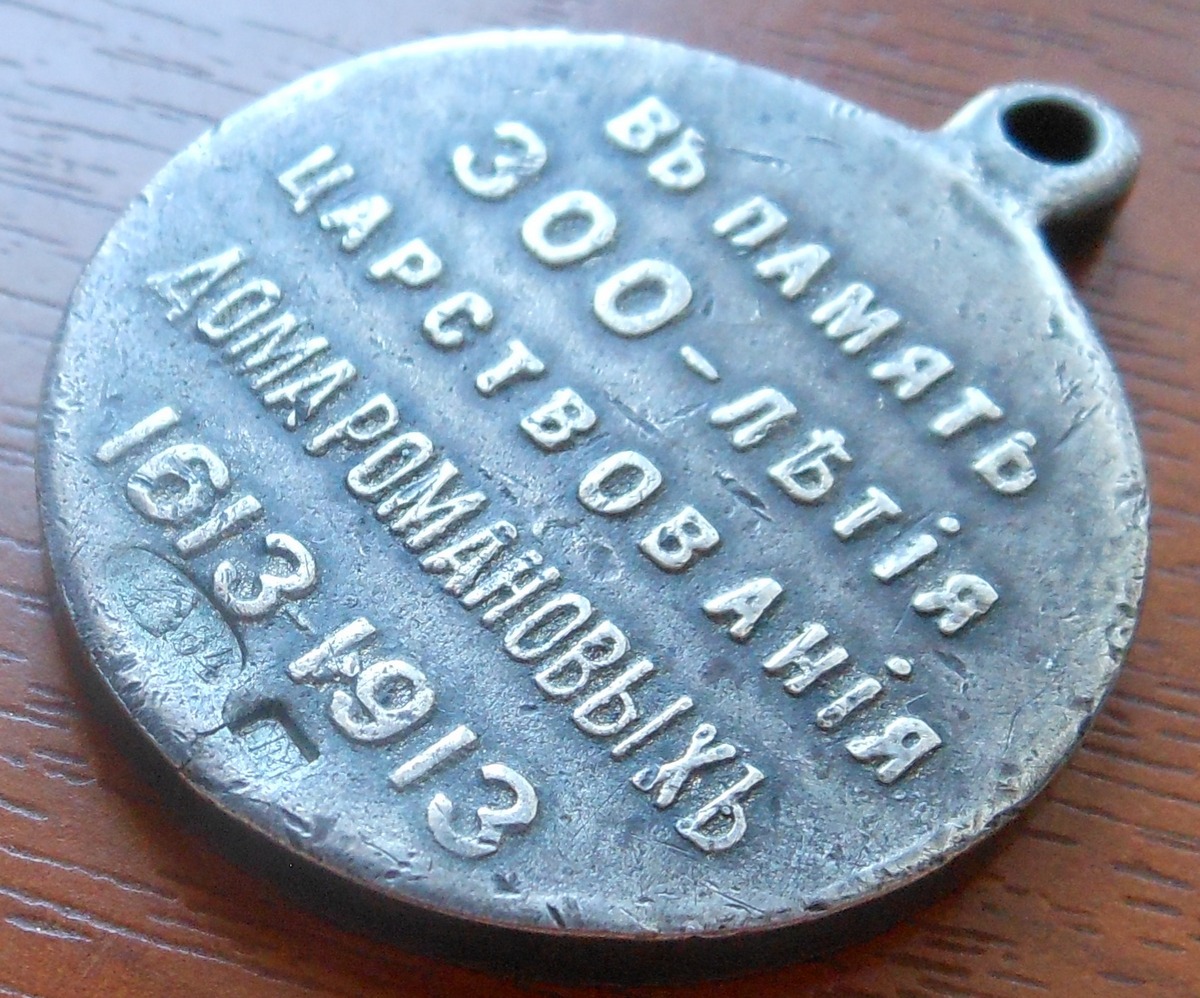 ВЪ ПАМЯТЬ
300-ЛѢТІЯ
ЦАРСТВОВАНІЯ
ДОМА РОМАНОВЫХЪ
1613-1913